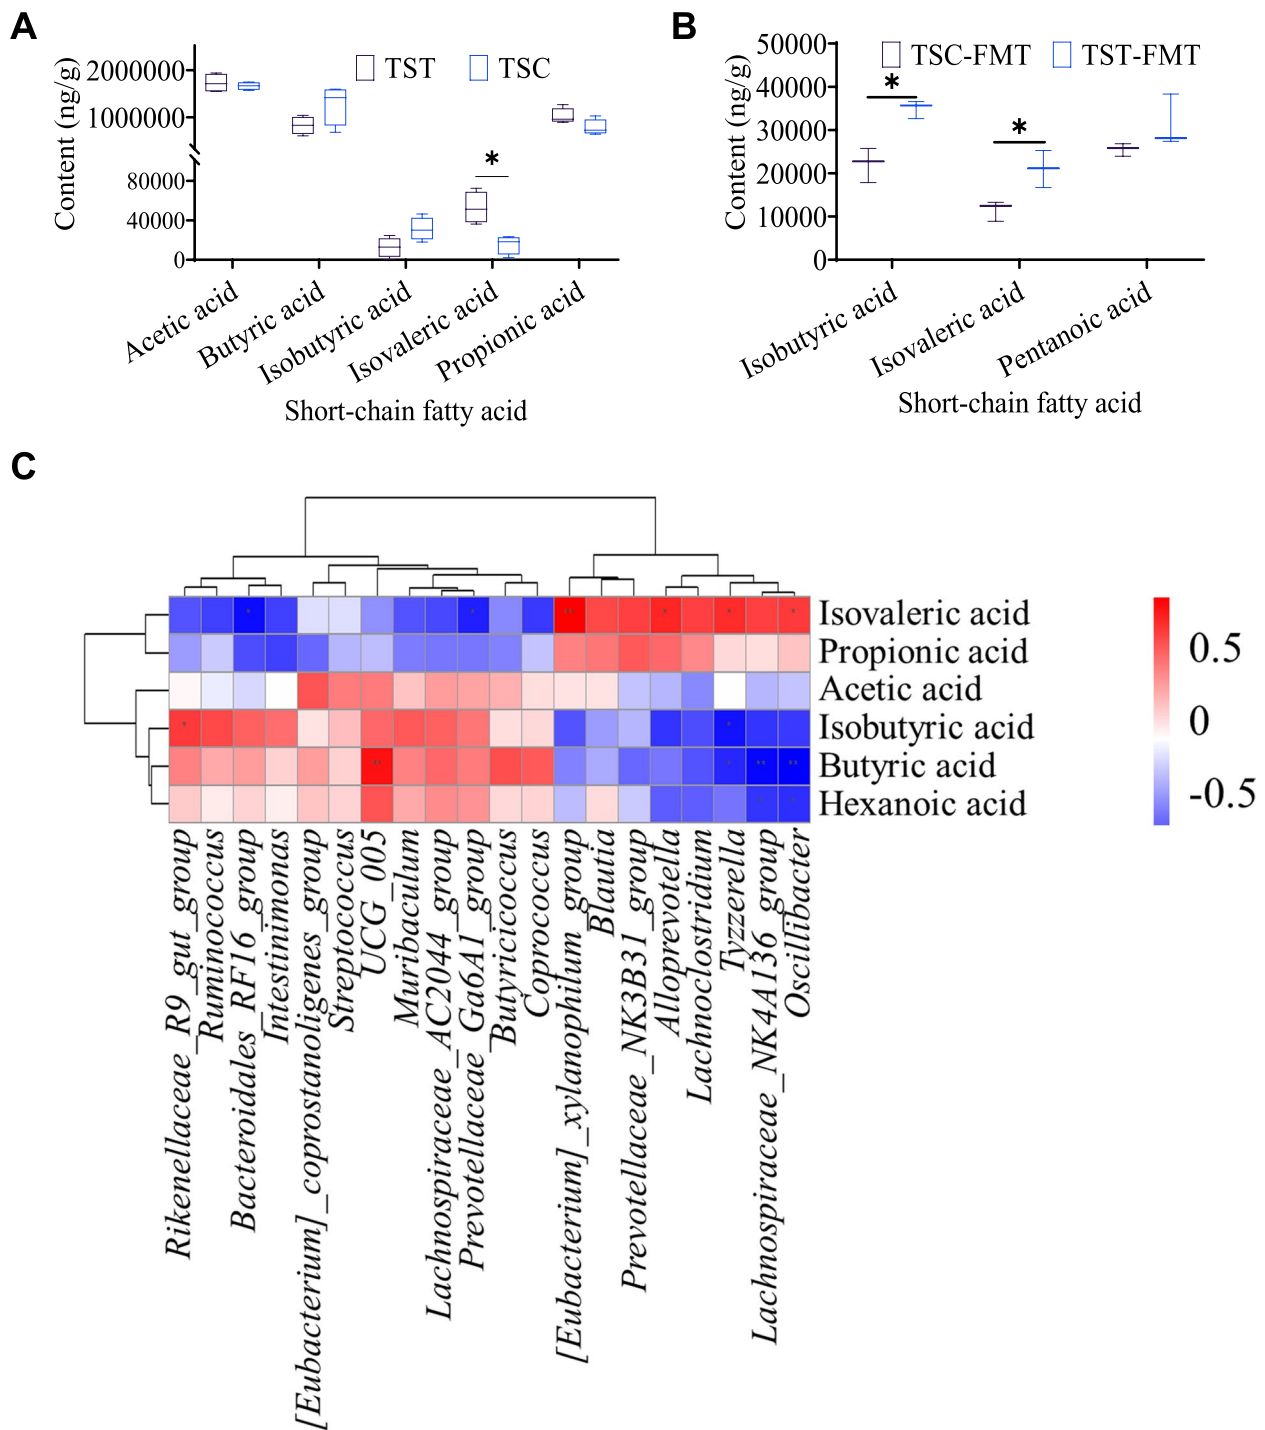 A
TST TSC
Content (ng/g)
2000000
1000000
80000
40000
0
*
Acetic acid
Butyric acid
Isobutyric acid
Isovaleric acid
Propionic acid
Short-chain fatty acid
B
TSC-FMT TST-FMT
Content (ng/g)
50000
40000
30000
20000
10000
0
*
*
Isobutyric acid
Isovaleric acid
Pentanoic acid
Short-chain fatty acid
C
Isovaleric acid
Propionic acid
Acetic acid
Isobutyric acid
Butyric acid
Hexanoic acid
0.5
0
-0.5
Rikenellaceae_R9_gut_group
Ruminococcus
Bacteroidales_RF16_group
Intestinimonas
[Eubacterium]_coprostanoligenes_group
Streptococcus
UCG_005
Muribaculum
Lachnospiraceae_AC2044_group
Prevotellaceae_Ga6A1_group
Butyricicoccus
Coprococcus
[Eubacterium]_xylanophilum_group
Blautia
Prevotellaceae_NK3B31_group
Alloprevotella
Lachnoclostridium
Tyzzerella
Lachnospiraceae_NK4A136_group
Oscillibacter